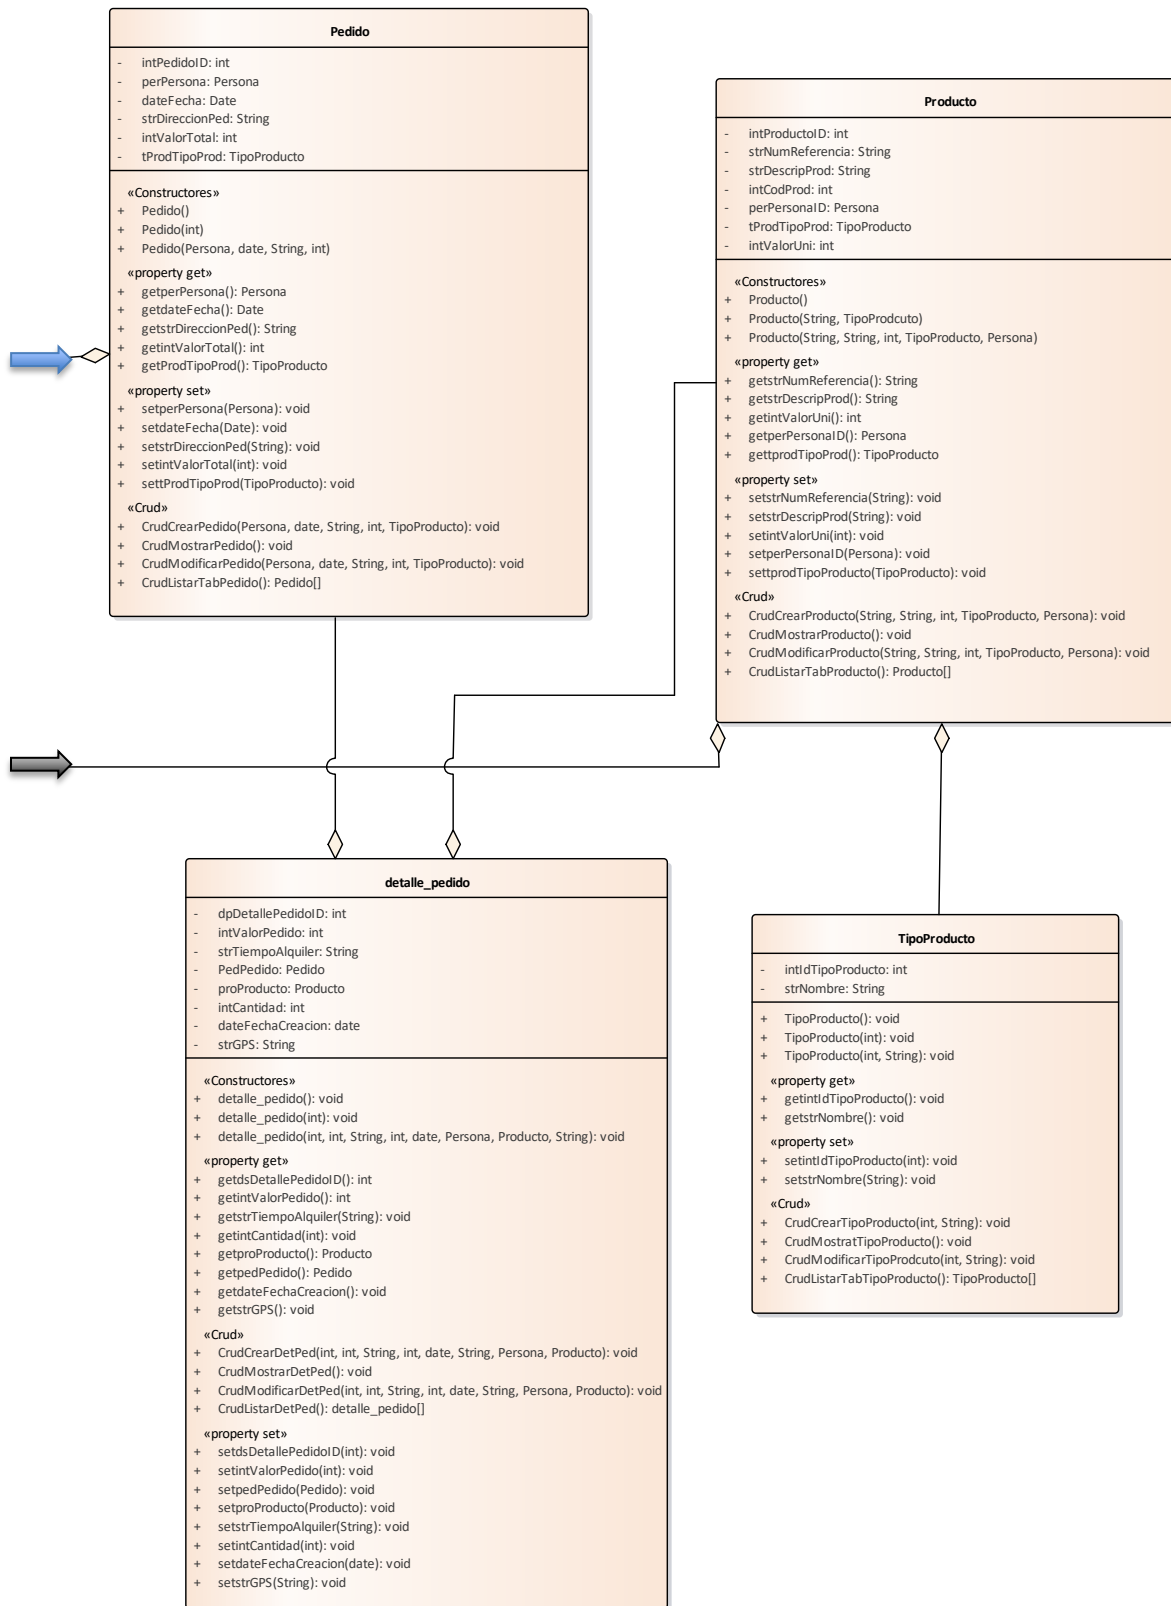 Pedido
- intPedidoID: int
- perPersona: Persona
- dateFecha: Date
- strDireccionPed: String
- intValorTotal: int
- tProdTipoProd: TipoProducto
«Constructores»
+ Pedido()
+ Pedido(int)
+ Pedido(Persona, date, String, int)
«property get»
+ getperPersona(): Persona
+ getdateFecha(): Date
+ getstrDireccionPed(): String
+ getintValorTotal(): int
+ getProdTipoProd(): TipoProducto
«property set»
+ setperPersona(Persona): void
+ setdateFecha(Date): void
+ setstrDireccionPed(String): void
+ setintValorTotal(int): void
+ settProdTipoProd(TipoProducto): void
«Crud»
+ CrudCrearPedido(Persona, date, String, int, TipoProducto): void
+ CrudMostrarPedido(): void
+ CrudModificarPedido(Persona, date, String, int, TipoProducto): void
+ CrudListarTabPedido(): Pedido[]
Producto
- intProductoID: int
- strNumReferencia: String
- strDescripProd: String
- intCodProd: int
- perPersonaID: Persona
- tProdTipoProd: TipoProducto
- intValorUni: int
«Constructores»
+ Producto()
+ Producto(String, TipoProdcuto)
+ Producto(String, String, int, TipoProducto, Persona)
«property get»
+ getstrNumReferencia(): String
+ getstrDescripProd(): String
+ getintValorUni(): int
+ getperPersonaID(): Persona
+ gettprodTipoProd(): TipoProducto
«property set»
+ setstrNumReferencia(String): void
+ setstrDescripProd(String): void
+ setintValorUni(int): void
+ setperPersonaID(Persona): void
+ settprodTipoProducto(TipoProducto): void
«Crud»
+ CrudCrearProducto(String, String, int, TipoProducto, Persona): void
+ CrudMostrarProducto(): void
+ CrudModificarProducto(String, String, int, TipoProducto, Persona): void
+ CrudListarTabProducto(): Producto[]
detalle_pedido
- dpDetallePedidoID: int
- intValorPedido: int
- strTiempoAlquiler: String
- PedPedido: Pedido
- proProducto: Producto
- intCantidad: int
- dateFechaCreacion: date
- strGPS: String
«Constructores»
+ detalle_pedido(): void
+ detalle_pedido(int): void
+ detalle_pedido(int, int, String, int, date, Persona, Producto, String): void
«property get»
+ getdsDetallePedidoID(): int
+ getintValorPedido(): int
+ getstrTiempoAlquiler(String): void
+ getintCantidad(int): void
+ getproProducto(): Producto
+ getpedPedido(): Pedido
+ getdateFechaCreacion(): void
+ getstrGPS(): void
«Crud»
+ CrudCrearDetPed(int, int, String, int, date, String, Persona, Producto): void
+ CrudMostrarDetPed(): void
+ CrudModificarDetPed(int, int, String, int, date, String, Persona, Producto): void
+ CrudListarDetPed(): detalle_pedido[]
«property set»
+ setdsDetallePedidoID(int): void
+ setintValorPedido(int): void
+ setpedPedido(Pedido): void
+ setproProducto(Producto): void
+ setstrTiempoAlquiler(String): void
+ setintCantidad(int): void
+ setdateFechaCreacion(date): void
+ setstrGPS(String): void
TipoProducto
- intIdTipoProducto: int
- strNombre: String
+ TipoProducto(): void
+ TipoProducto(int): void
+ TipoProducto(int, String): void
«property get»
+ getintIdTipoProducto(): void
+ getstrNombre(): void
«property set»
+ setintIdTipoProducto(int): void
+ setstrNombre(String): void
«Crud»
+ CrudCrearTipoProducto(int, String): void
+ CrudMostratTipoProducto(): void
+ CrudModificarTipoProdcuto(int, String): void
+ CrudListarTabTipoProducto(): TipoProducto[]